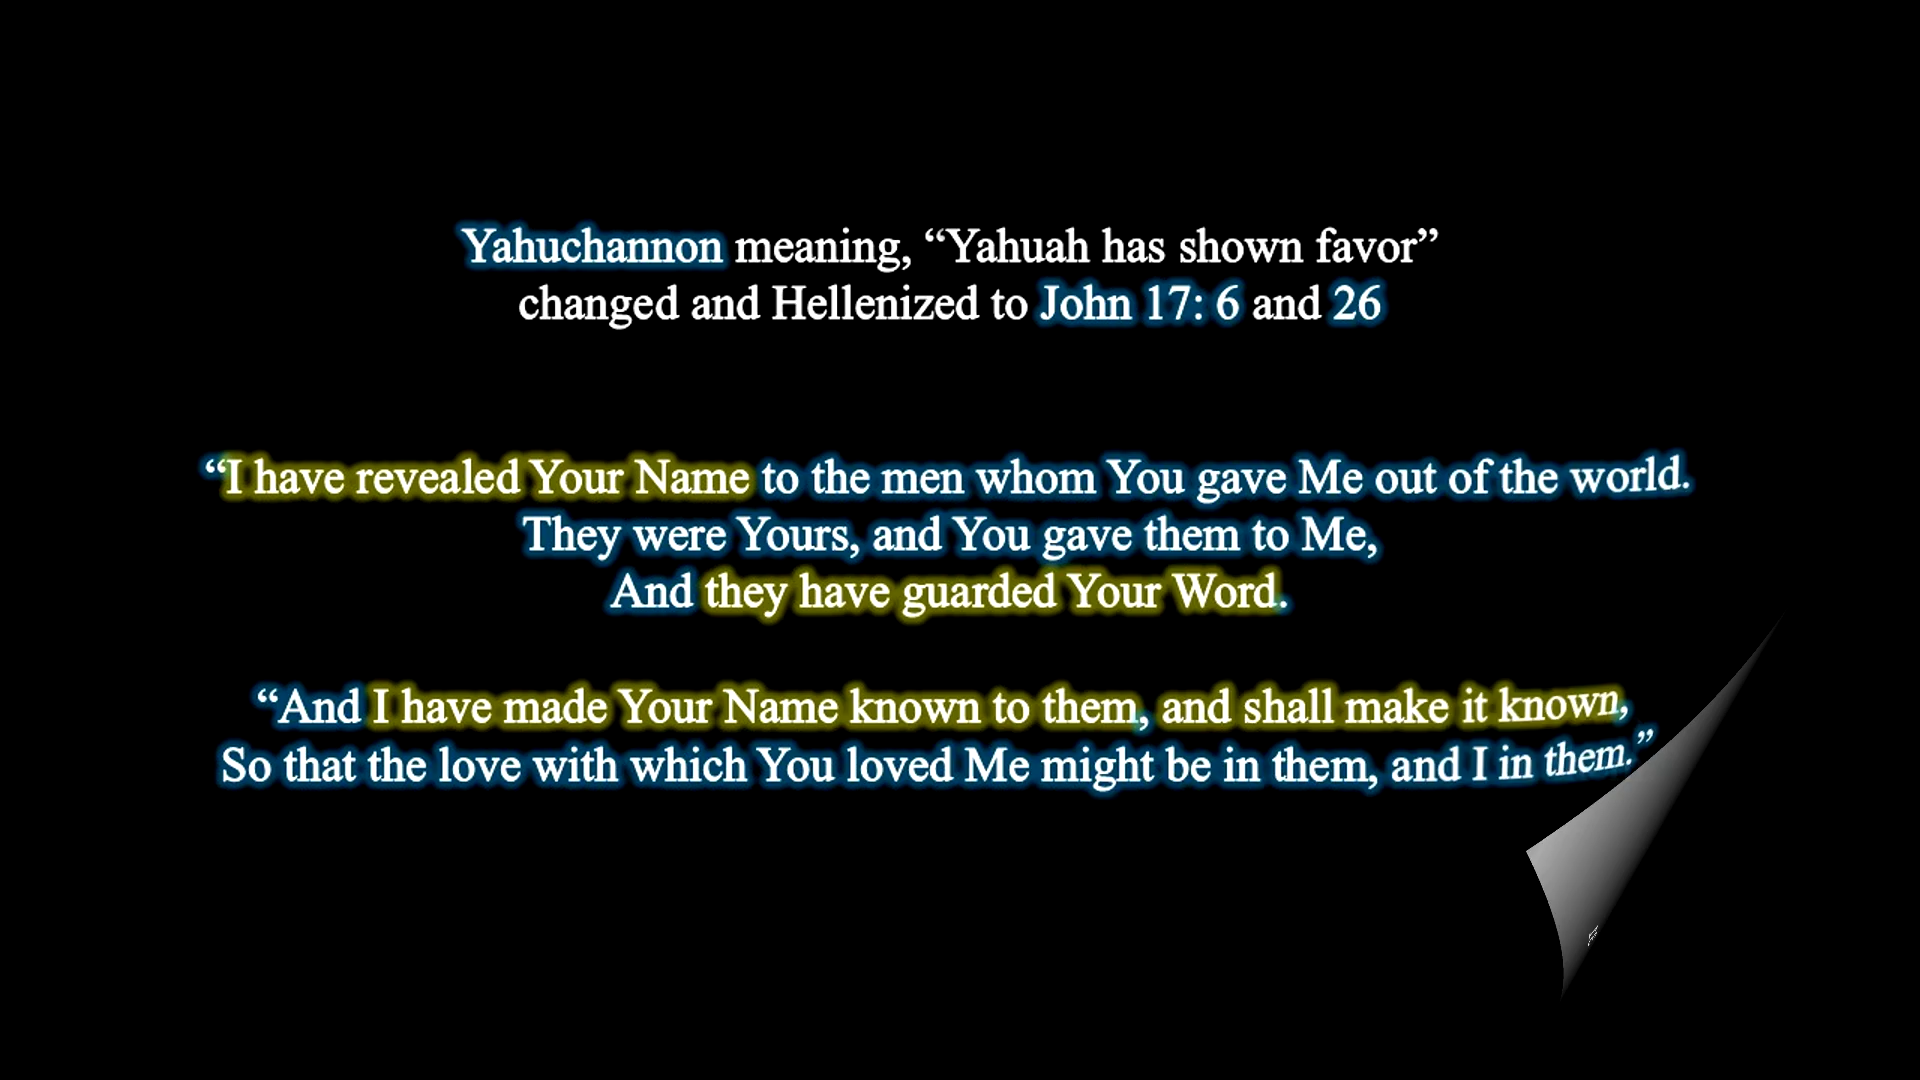 Yahuchannon meaning, “Yahuah has shown favor”
changed and Hellenized to John 17: 6 and 26
“I have revealed Your Name to the men whom You gave Me out of the world.
They were Yours, and You gave them to Me,
And they have guarded Your Word.
“And I have made Your Name known to them, and shall make it known,
So that the love with which You loved Me might be in them, and I in them.”